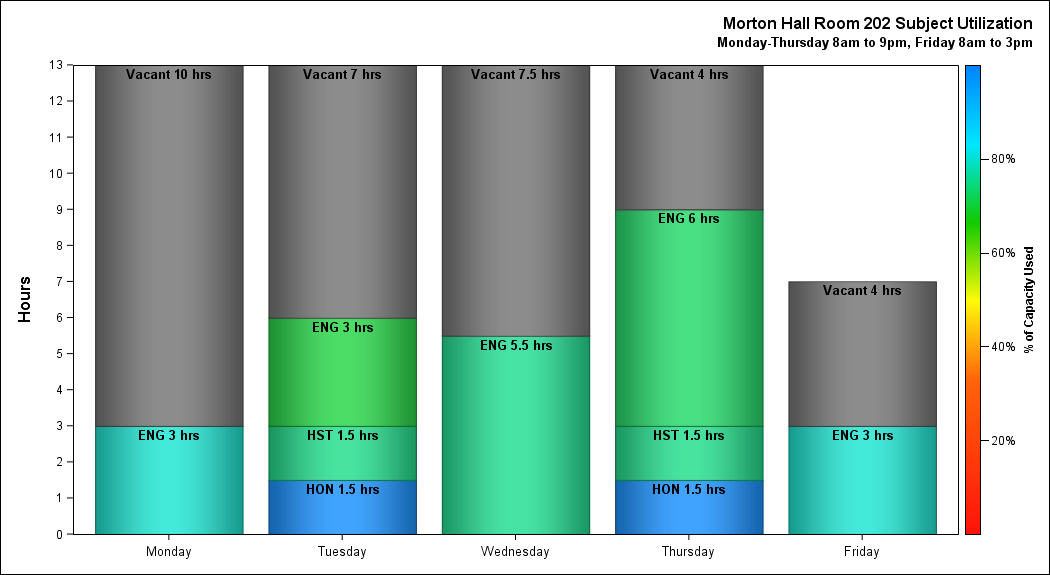 Morton Hall Room 202 Subject Utilization
Monday-Thursday 8am to 9pm, Friday 8am to 3pm
Hours
13
12
11
10
9
8
7
6
5
4
3
2
1
0
Vacant 10 hrs
ENG 3 hrs
Vacant 7 hrs
ENG 3 hrs
HST 1.5 hrs
HON 1.5 hrs
Vacant 7.5 hrs
ENG 5.5 hrs
Vacant 4 hrs
ENG 6 hrs
HST 1.5 hrs
HON 1.5 hrs
Vacant 4 hrs
ENG 3 hrs
Monday
Tuesday
Wednesday
Thursday
Friday
80%
60%
40%
20%
% of Capacity Used